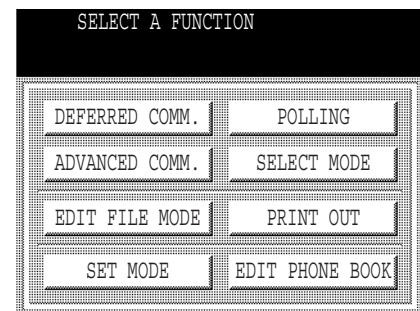 SELECT A FUNCTION
DEFERRED COMM. POLLING
ADVANCED COMM. SELECT MODE
EDIT FILE MODE PRINT OUT
SET MODE EDIT PHONE BOOK